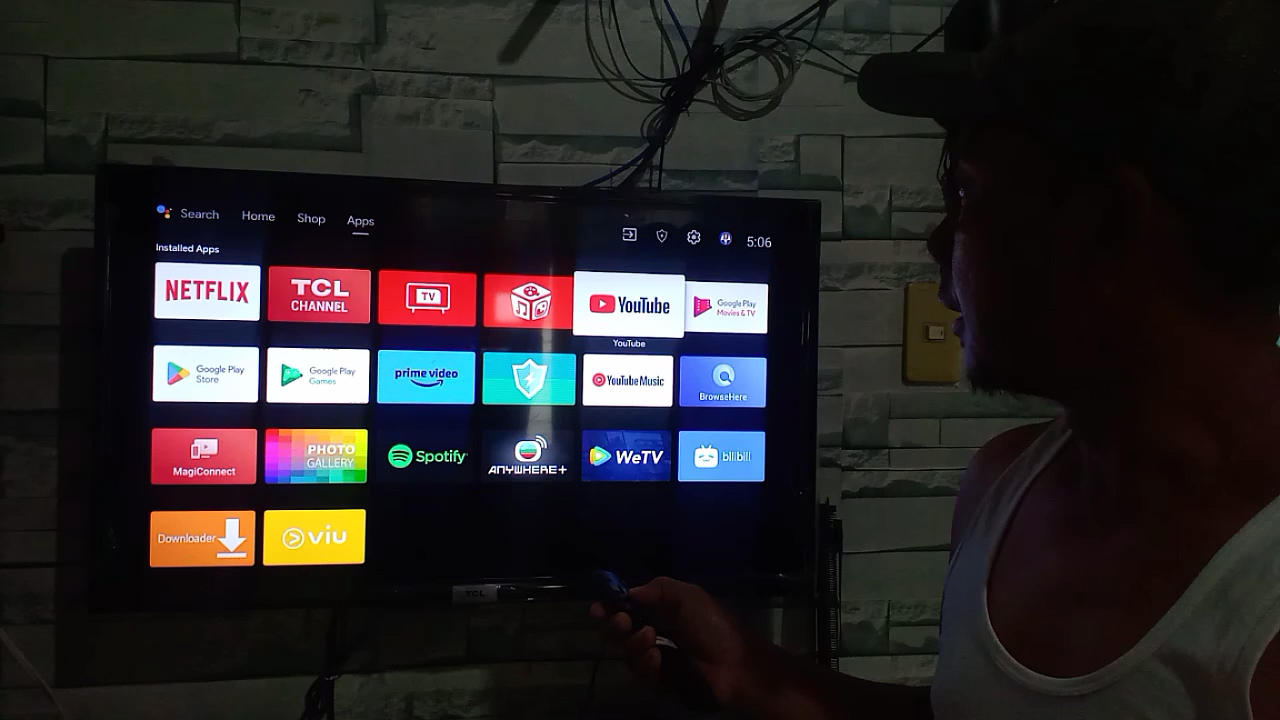 Search Home Shop Apps
5:06
Installed Apps
NETFLIX
TCL
CHANNEL
TV
YouTube
Google Play
Movies & TV
YouTube
Google Play
Store
Google Play
Games
prime video
YouTube Music
BrowseHere
MagiConnect
PHOTO
GALLERY
Spotify
ANYWHERE+
WeTV
bilibili
Downloader
viu
TCL